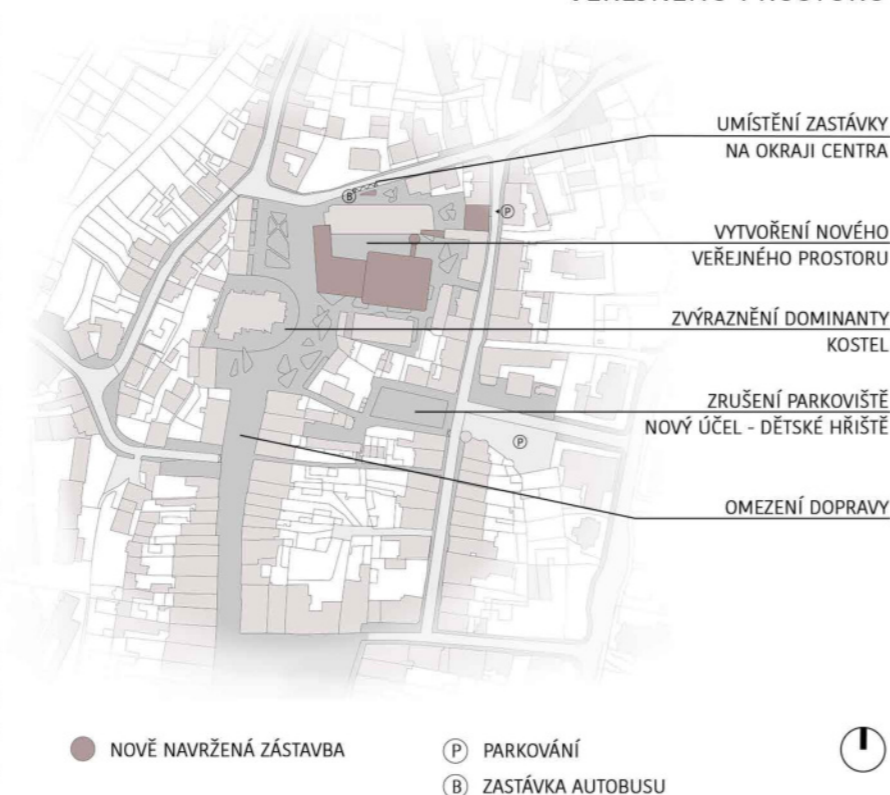 UMÍSTĚNÍ ZASTÁVKY
NA OKRAJI CENTRA
B
P
VYTVOŘENÍ NOVÉHO
VEŘEJNÉHO PROSTORU
ZVÝRAZNĚNÍ DOMINANTY
KOSTEL
ZRUŠENÍ PARKOVIŠTĚ
NOVÝ ÚČEL - DĚTSKÉ HŘIŠTĚ
P
OMEZENÍ DOPRAVY
NOVĚ NAVRŽENÁ ZÁSTAVBA
P PARKOVÁNÍ
B ZASTÁVKA AUTOBUSU